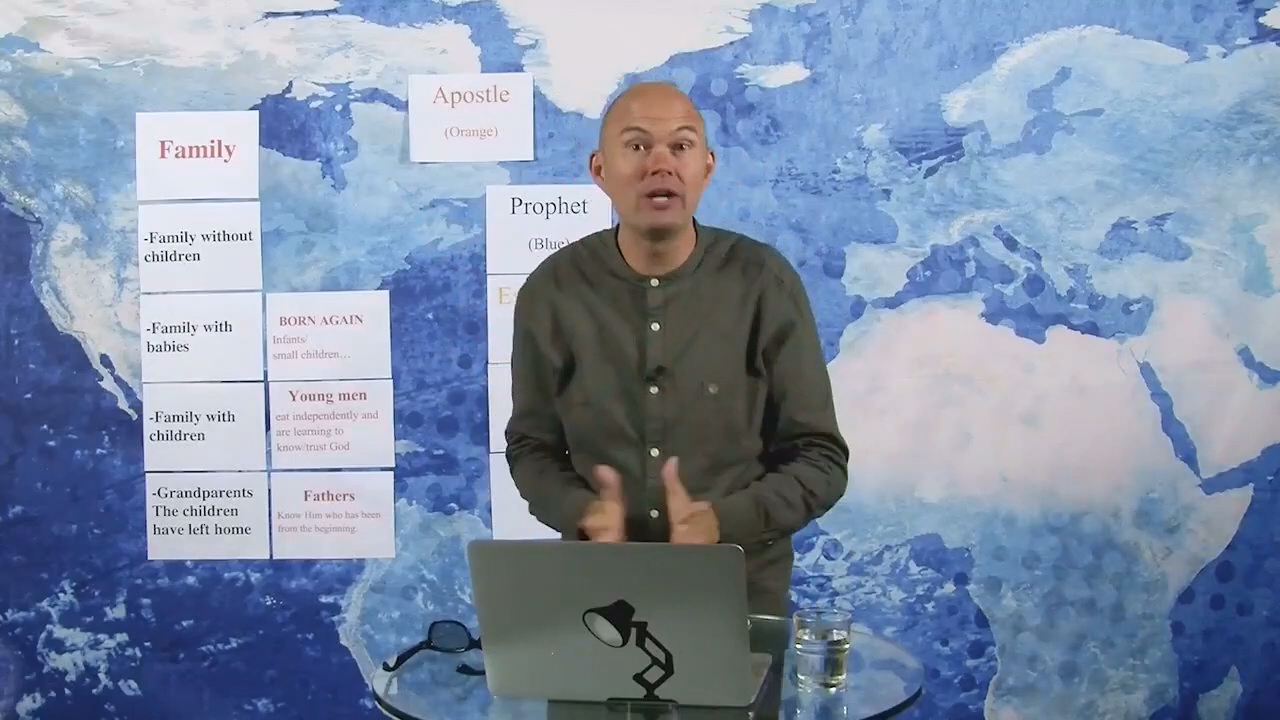 Family
-Family without
children
-Family with
babies
-Family with
children
-Grandparents
The children
have left home
BORN AGAIN
Infants/
small children…
Young men
eat independently and
are learning to
know/trust God
Fathers
Know Him who has been
from the beginning.
Apostle
(Orange)
Prophet
(Blue)